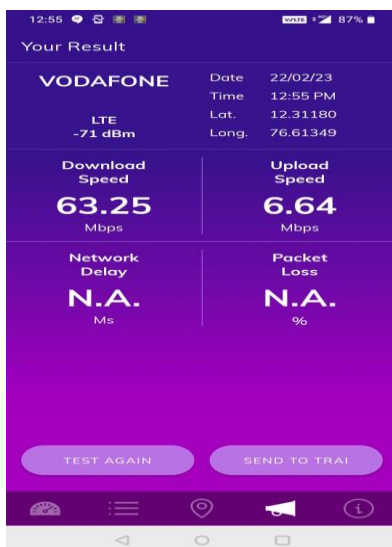 12:55 87%
Your Result
VODAFONE
LTE
-71 dBm
Date 22/02/23
Time 12:55 PM
Lat. 12.31180
Long. 76.61349
Download
Speed
63.25
Mbps
Upload
Speed
6.64
Mbps
Network
Delay
N.A.
Ms
Packet
Loss
N.A.
%
TEST AGAIN
SEND TO TRAI